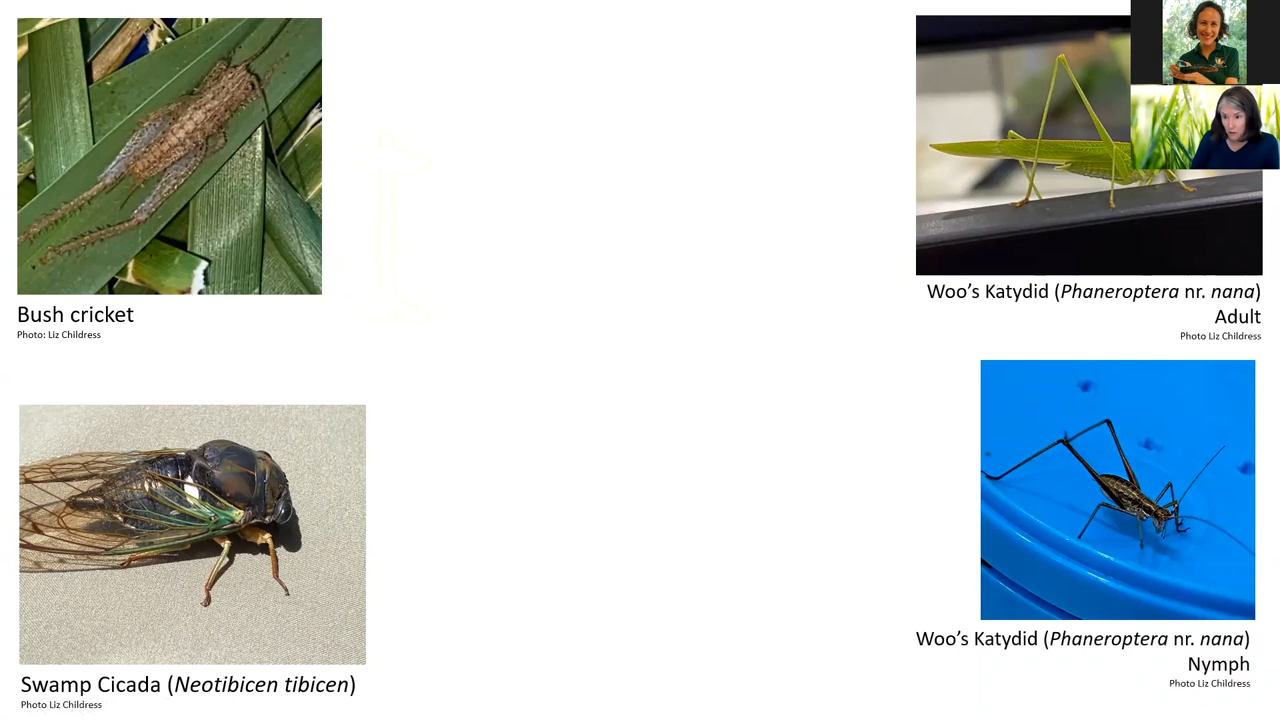 Bush cricket
Photo: Liz Childress
Woo's Katydid (Phaneroptera nr. nana)
Adult
Photo Liz Childress
Swamp Cicada (Neotibicen tibicen)
Photo Liz Childress
Woo's Katydid (Phaneroptera nr. nana)
Nymph
Photo Liz Childress